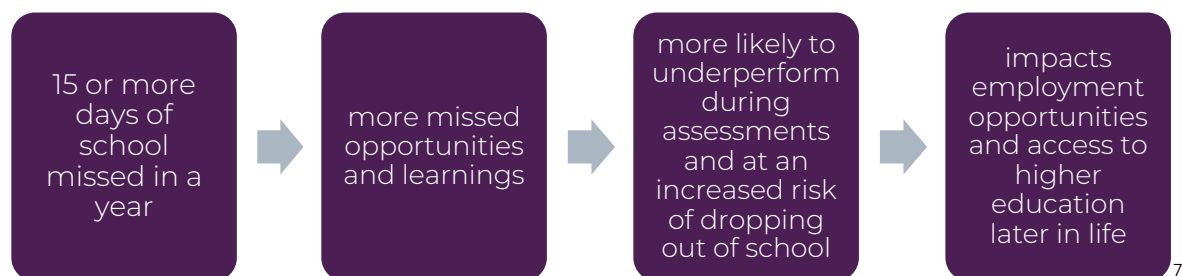 15 or more
days of
school
missed in a
year
more missed
opportunities
and learnings
more likely to
underperform
during
assessments
and at an
increased risk
of dropping
out of school
impacts
employment
opportunities
and access to
higher
education
later in life
7